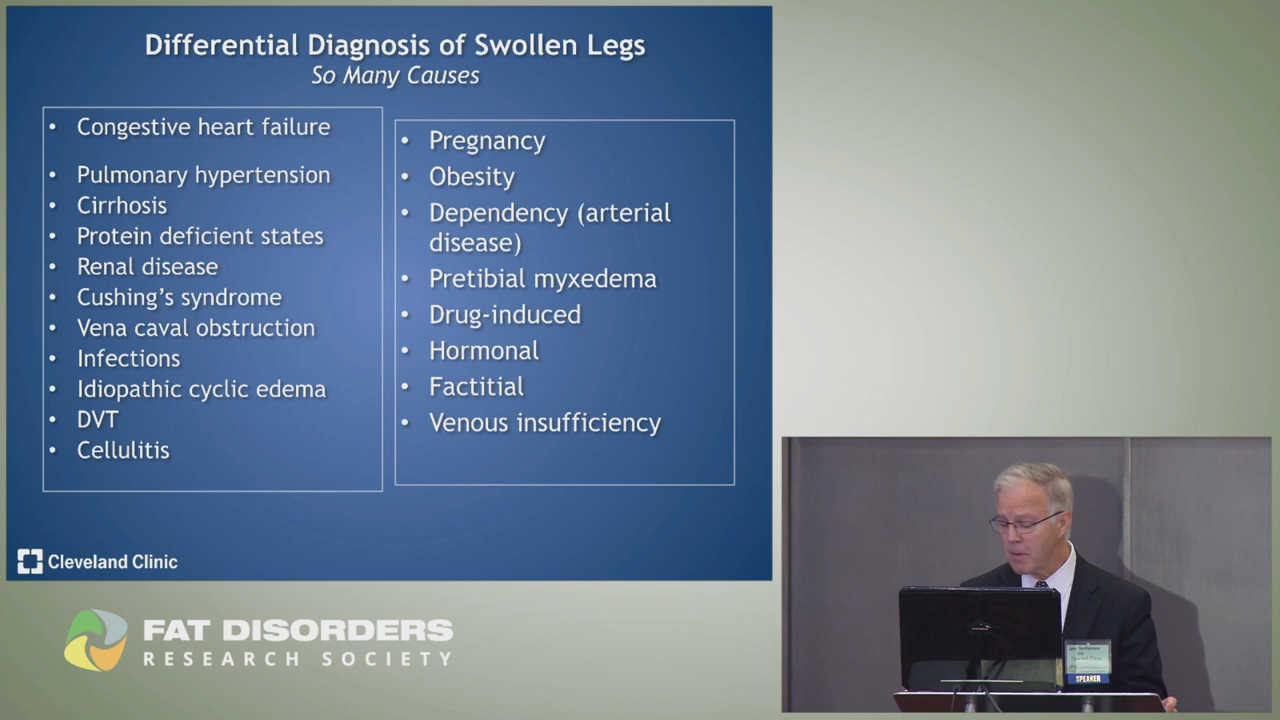 Differential Diagnosis of Swollen Legs
So Many Causes
• Congestive heart failure
• Pulmonary hypertension
• Cirrhosis
• Protein deficient states
• Renal disease
• Cushing’s syndrome
• Vena caval obstruction
• Infections
• Idiopathic cyclic edema
• DVT
• Cellulitis
• Pregnancy
• Obesity
• Dependency (arterial
disease)
• Pretibial myxedema
• Drug-induced
• Hormonal
• Factitial
• Venous insufficiency
Cleveland Clinic
FAT DISORDERS
RESEARCH SOCIETY
SPEAKER